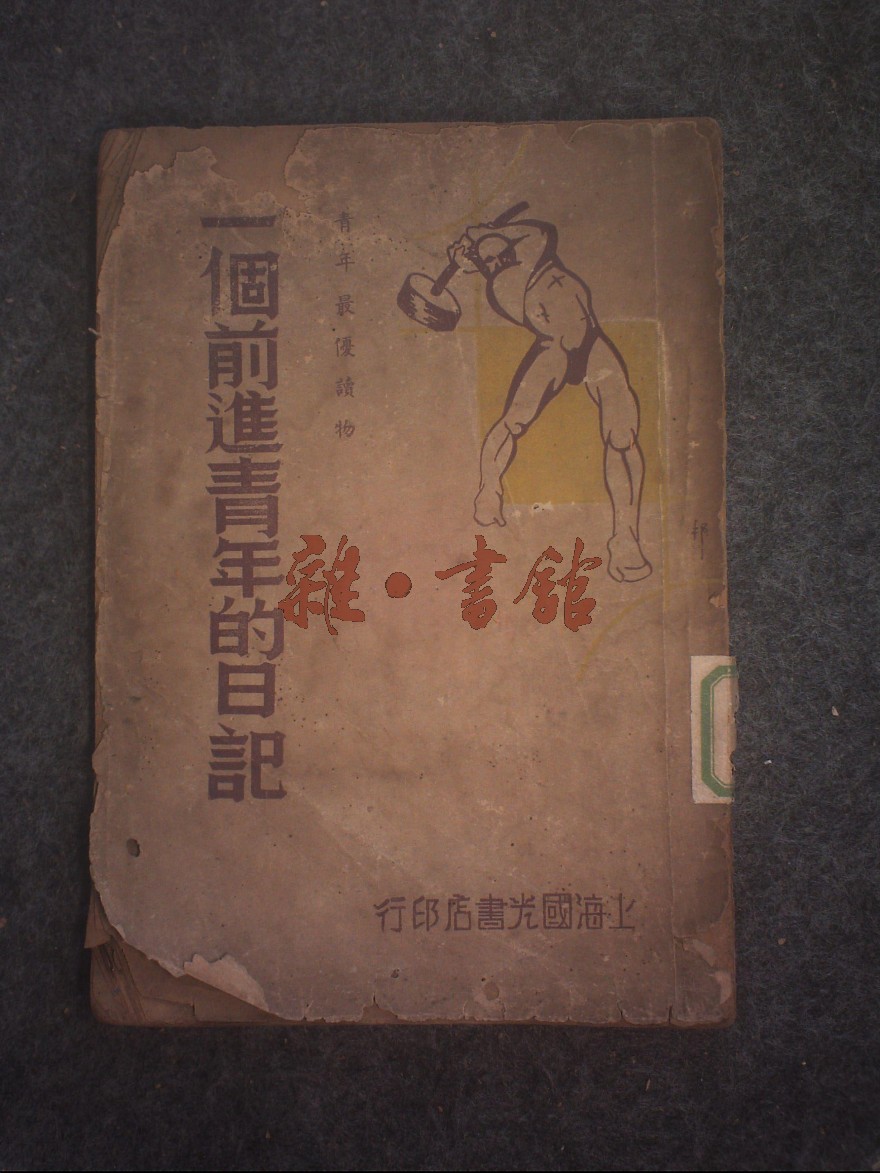 青年最優讀物
一個前進青年的日記
雜·書館
上海國光書店印行